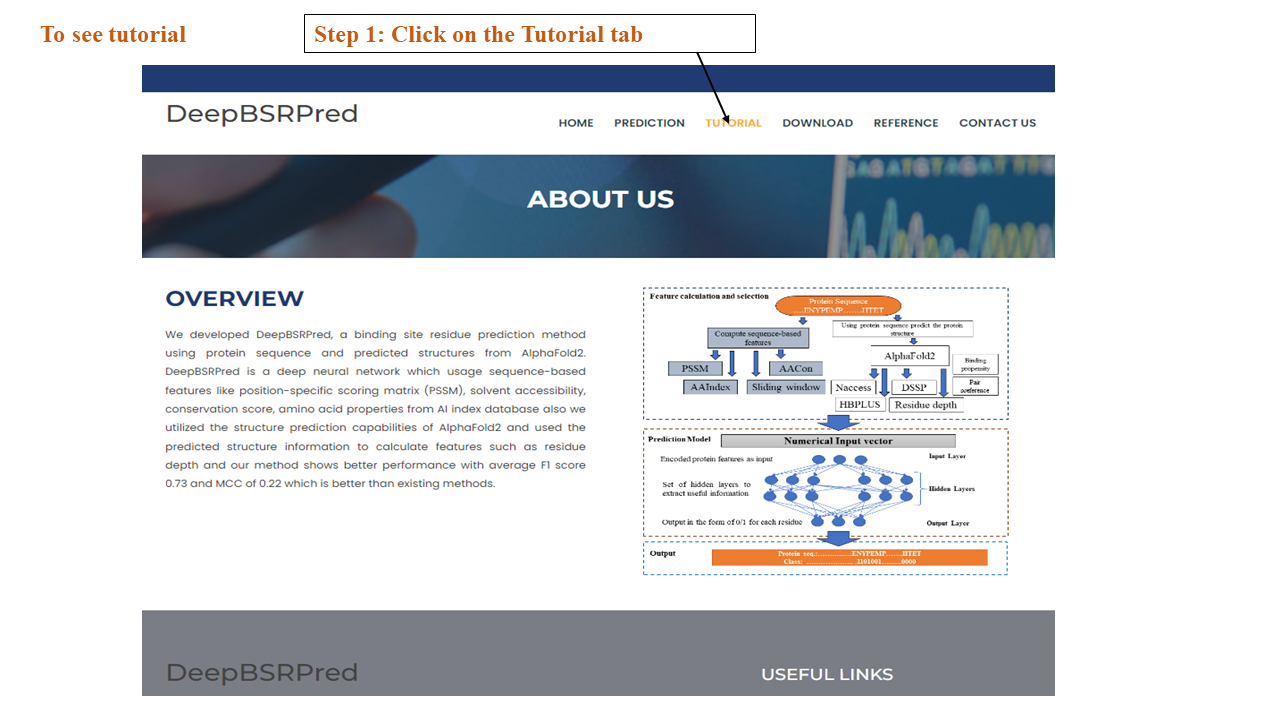 To see tutorial
Step 1: Click on the Tutorial tab
DeepBSRPred
HOME PREDICTION TUTORIAL DOWNLOAD REFERENCE CONTACT US
ABOUT US
OVERVIEW
We developed DeepBSRPred, a binding site residue prediction method
using protein sequence and predicted structures from AlphaFold2.
DeepBSRPred is a deep neural network which usage sequence-based
features like position-specific scoring matrix (PSSM), solvent accessibility,
conservation score, amino acid properties from AI index database also we
utilized the structure prediction capabilities of AlphaFold2 and used the
predicted structure information to calculate features such as residue
depth and our method shows better performance with average F1 score
0.73 and MCC of 0.22 which is better than existing methods.
Feature calculation and selection
Protein Sequence
.....ENYPEMP........IITET
Compute sequence-based
features
Using protein sequence predict the protein
structure
PSSM
AACon
AAIndex
Sliding window
AlphaFold2
Binding
propensity
Naccess
DSSP
Pair
preference
HBPLUS
Residue depth
Prediction Model
Numerical Input vector
Encoded protein features as input
Input Layer
Set of hidden layers to
extract useful information
Hidden Layers
Output in the form of 0/1 for each residue
Output Layer
Output
Protein seq.:................ENYPEMP........IITET
Class: ........................1101001..........0000
DeepBSRPred
USEFUL LINKS